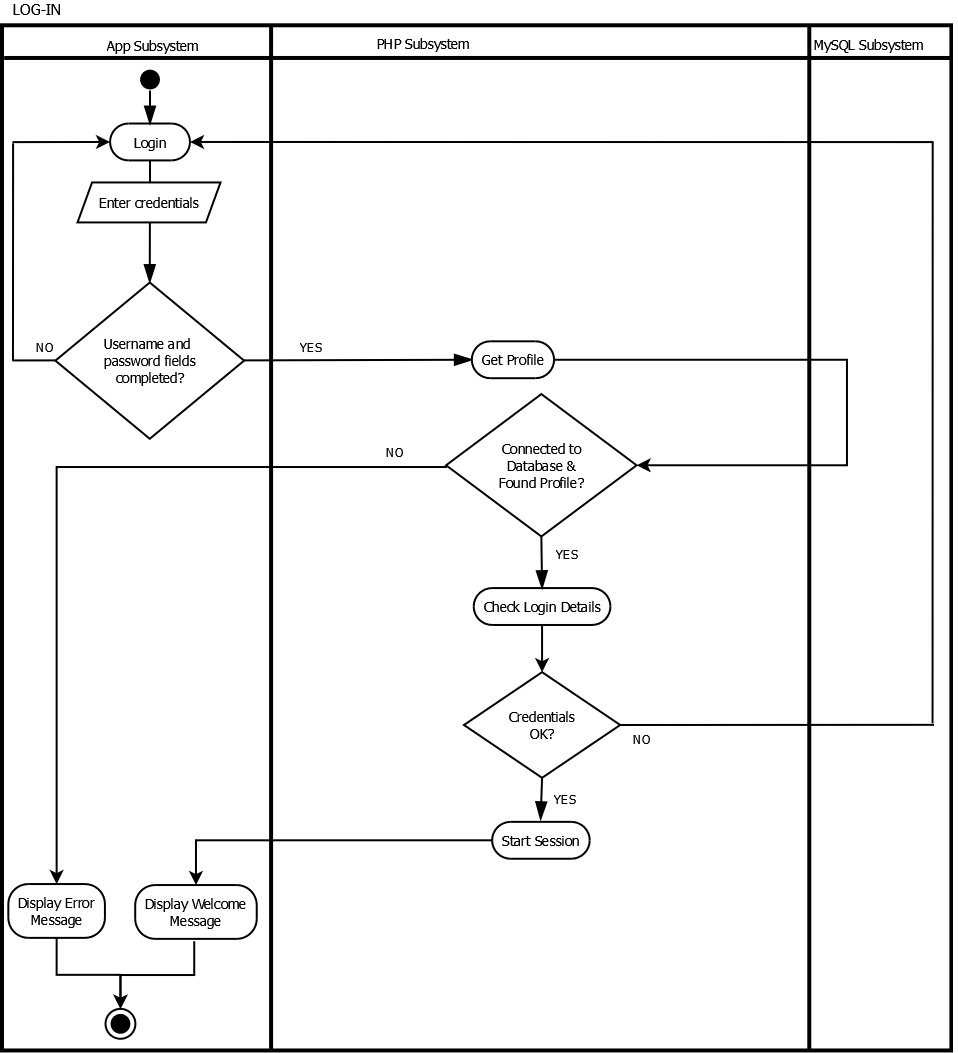 LOG-IN
App Subsystem
PHP Subsystem
MySQL Subsystem
Login
Enter credentials
Username and
password fields
completed?
NO
YES
Get Profile
Connected to
Database &
Found Profile?
NO
YES
Check Login Details
Credentials
OK?
NO
YES
Start Session
Display Error
Message
Display Welcome
Message